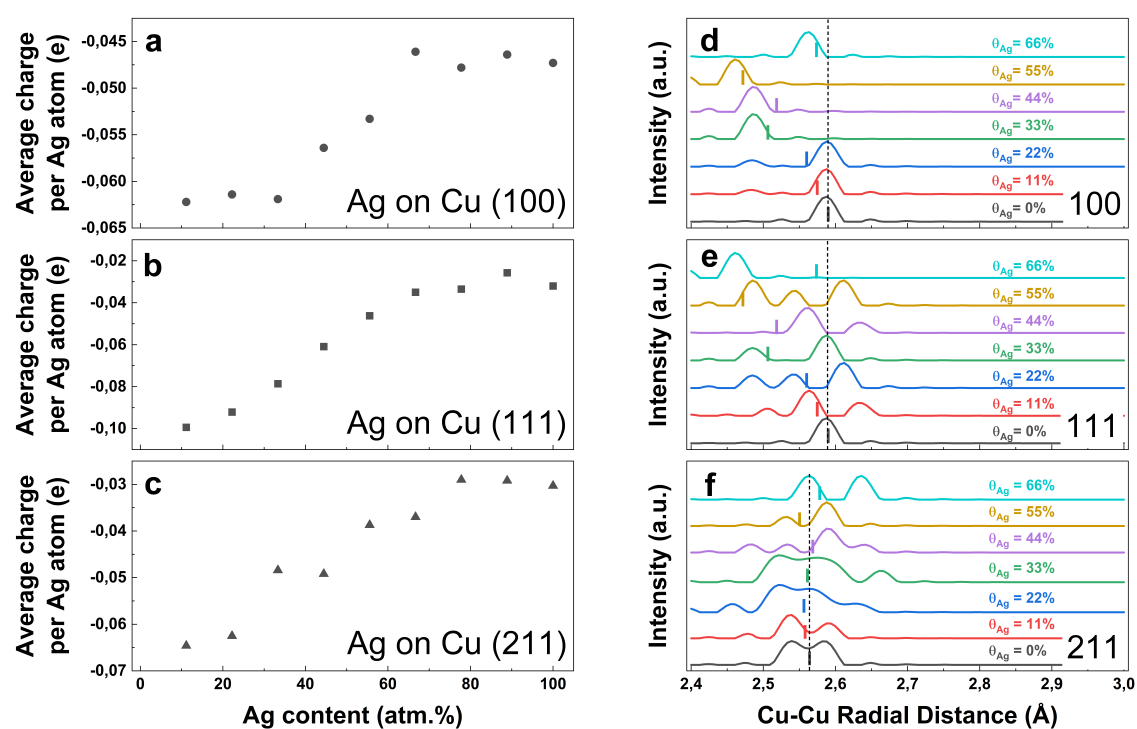 a
Average charge
per Ag atom (e)
-0,045
-0,050
-0,055
-0,060
-0,065
Ag on Cu (100)
b
Average charge
per Ag atom (e)
-0,02
-0,04
-0,06
-0,08
-0,10
Ag on Cu (111)
c
Average charge
per Ag atom (e)
-0,03
-0,04
-0,05
-0,06
-0,07
Ag on Cu (211)
0 20 40 60 80 100
Ag content (atm.%)
d
Intensity (a.u.)
θAg = 66%
θAg = 55%
θAg = 44%
θAg = 33%
θAg = 22%
θAg = 11%
θAg = 0%
100
e
Intensity (a.u.)
θAg = 66%
θAg = 55%
θAg = 44%
θAg = 33%
θAg = 22%
θAg = 11%
θAg = 0%
111
f
Intensity (a.u.)
θAg = 66%
θAg = 55%
θAg = 44%
θAg = 33%
θAg = 22%
θAg = 11%
θAg = 0%
211
2,4 2,5 2,6 2,7 2,8 2,9 3,0
Cu-Cu Radial Distance (Å)